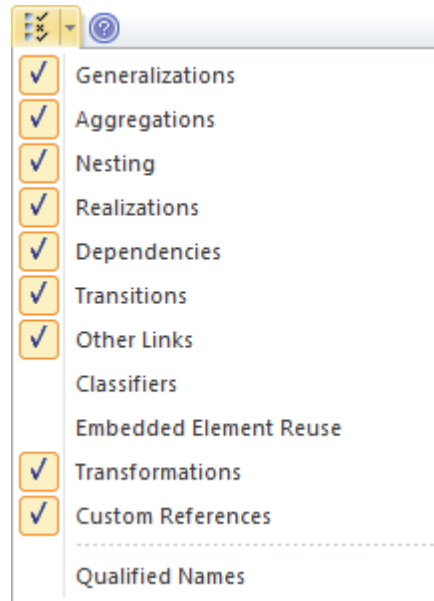 Generalizations
Aggregations
Nesting
Realizations
Dependencies
Transitions
Other Links
Classifiers
Embedded Element Reuse
Transformations
Custom References
Qualified Names